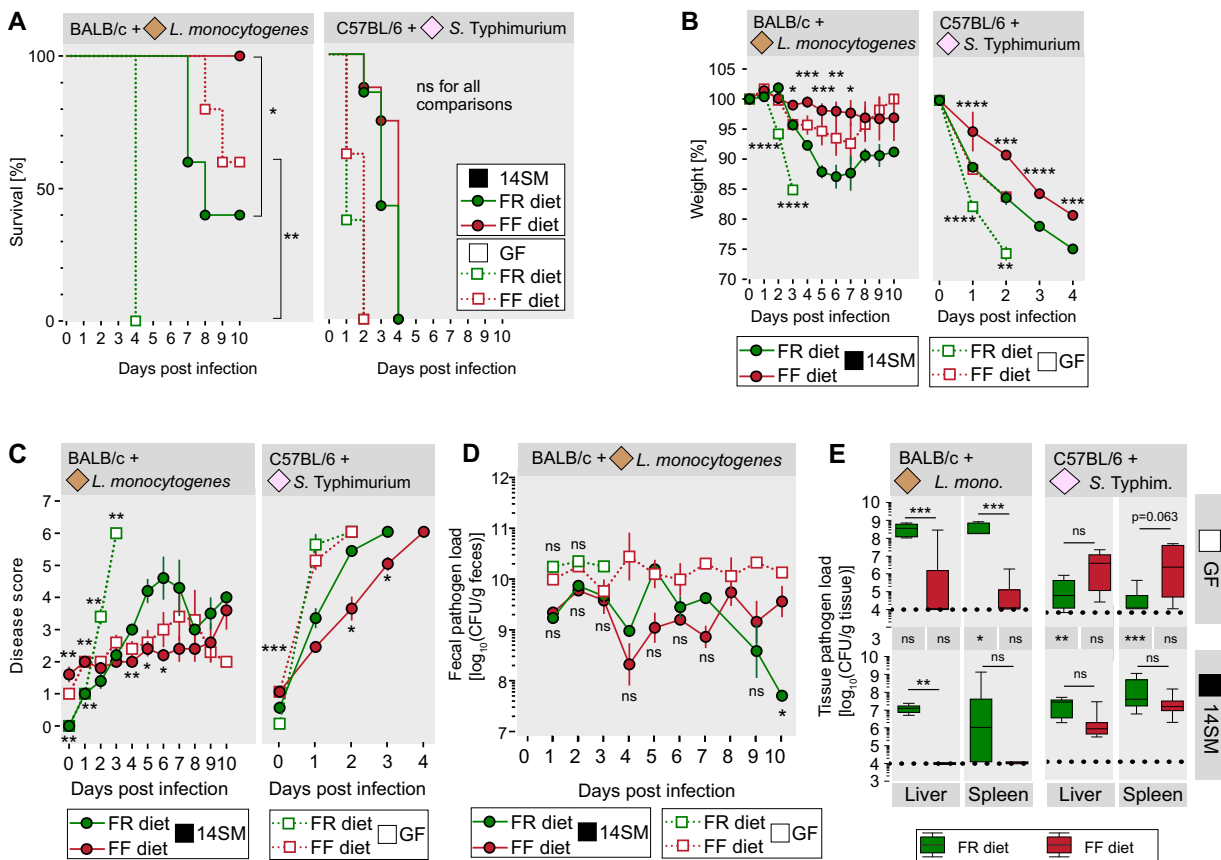 A
BALB/c + L. monocytogenes
C57BL/6 + S. Typhimurium
Survival [%]
100
50
0
*
**
ns for all
comparisons
14SM
FR diet
FF diet
GF
FR diet
FF diet
0 1 2 3 4 5 6 7 8 9 10
0 1 2 3 4 5 6 7 8 9 10
Days post infection
Days post infection
B
BALB/c +
L. monocytogenes
C57BL/6 +
S. Typhimurium
Weight [%]
105
100
95
90
85
80
75
70
*** **
*** *
* ***
****
****
**** *** **** ***
****
**
0 1 2 3 4 5 6 7 8 9 10
0 1 2 3 4
Days post infection
Days post infection
FR diet
FF diet
14SM
FR diet
FF diet
GF
C
BALB/c +
L. monocytogenes
C57BL/6 +
S. Typhimurium
Disease score
6
5
4
3
2
1
0
**
**
** **
** * *
**
**
***
*
*
0 1 2 3 4 5 6 7 8 9 10
0 1 2 3 4
Days post infection
Days post infection
FR diet
FF diet
14SM
FR diet
FF diet
GF
D
BALB/c + L. monocytogenes
Fecal pathogen load
[log10(CFU/g feces)]
12
11
10
9
8
7
ns ns ns
ns ns ns
ns ns ns ns
*
0 1 2 3 4 5 6 7 8 9 10
Days post infection
FR diet
FF diet
14SM
FR diet
FF diet
GF
E
BALB/c +
L. mono.
C57BL/6 +
S. Typhim.
Tissue pathogen load
[log10(CFU/g tissue)]
10
9
8
7
6
5
4
3
*** *** ns p=0.063
GF
ns ns * ns ** ns *** ns
10
9
8
7
6
5
4
3
** ns ns ns
14SM
Liver Spleen Liver Spleen
FR diet FF diet